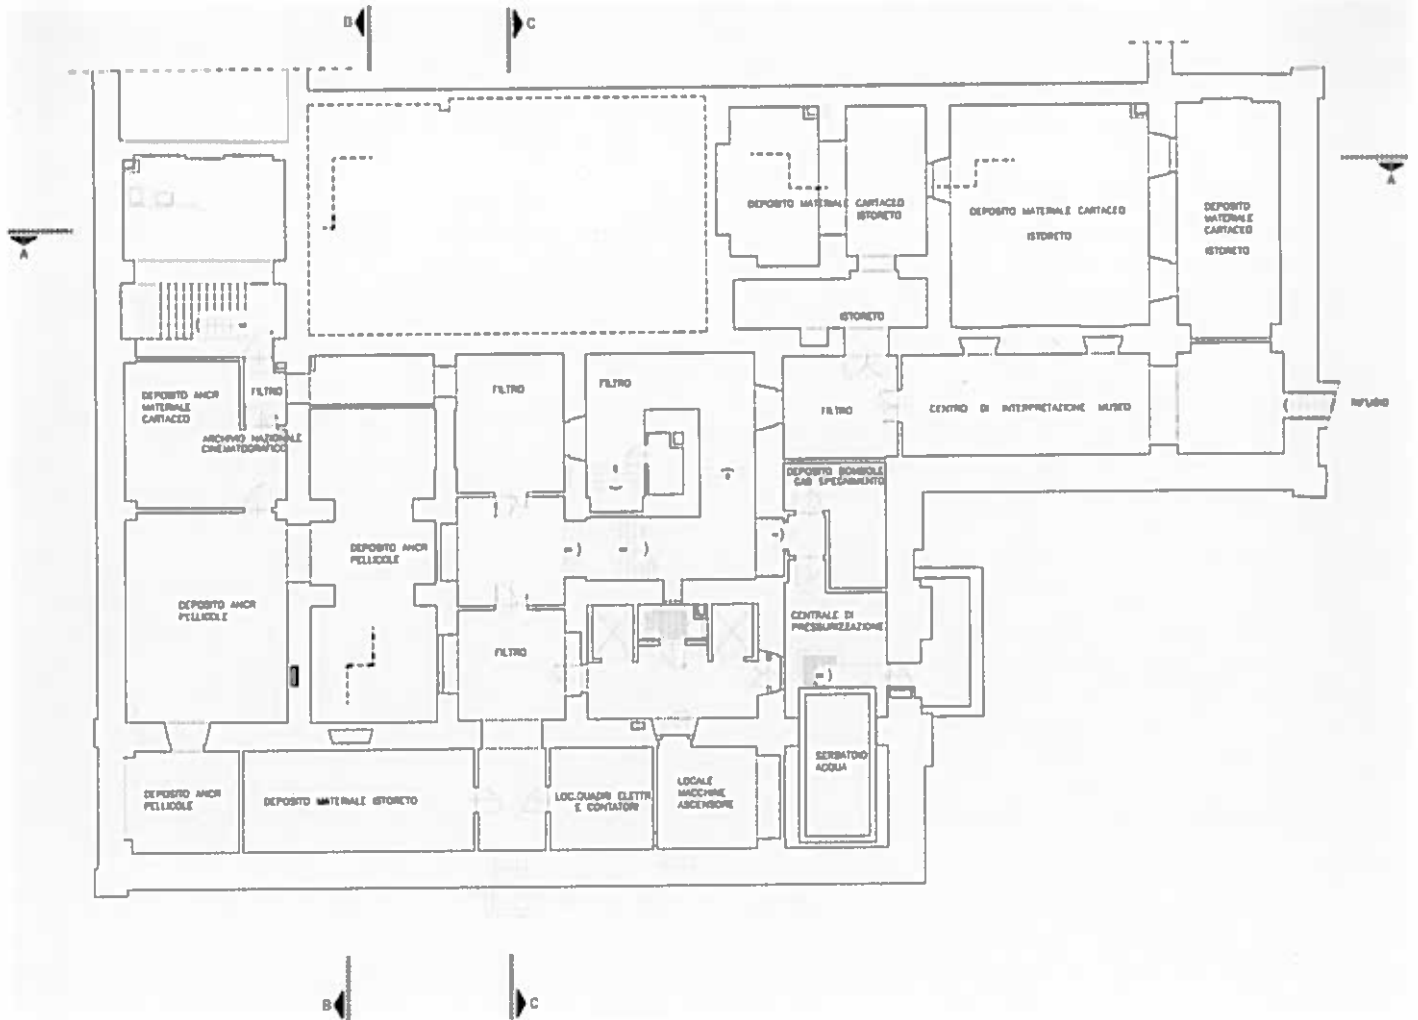 B
C
A
A
DEPOSITO MATERIALE CARTACEO
ISTORETO
DEPOSITO MATERIALE CARTACEO
ISTORETO
DEPOSITO
MATERIALE
CARTACEO
ISTORETO
ISTORETO
DEPOSITO ANCR
MATERIALE
CARTACEO
FILTRO
ARCHIVIO NAZIONALE
CINEMATOGRAFICO
FILTRO
FILTRO
FILTRO
CENTRO DI INTERPRETAZIONE MUSEO
RIFUGIO
DEPOSITO BOMBOLE
GAS SPEGNIMENTO
DEPOSITO ANCR
PELLICOLE
DEPOSITO ANCR
PELLICOLE
CENTRALE DI
PRESSURIZZAZIONE
FILTRO
SERBATOIO
ACQUA
DEPOSITO ANCR
PELLICOLE
DEPOSITO MATERIALE ISTORETO
LOC.QUADRI ELETTR.
E CONTATORI
LOCALE
MACCHINE
ASCENSORE
B
C